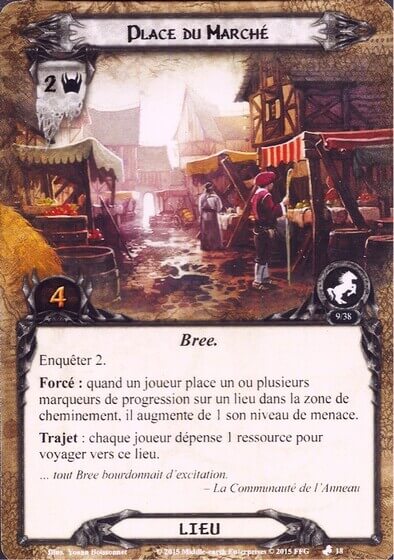 PLACE DU MARCHÉ
2
4
9/38
Bree.
Enquêter 2.
Forcé : quand un joueur place un ou plusieurs
marqueurs de progression sur un lieu dans la zone de
cheminement, il augmente de 1 son niveau de menace.
Trajet : chaque joueur dépense 1 ressource pour
voyager vers ce lieu.
... tout Bree bourdonnait d'excitation.
– La Communauté de l'Anneau
LIEU
Illus. Yoann Boissonnet
© 2015 Middle-earth Enterprises © 2015 FFG
18